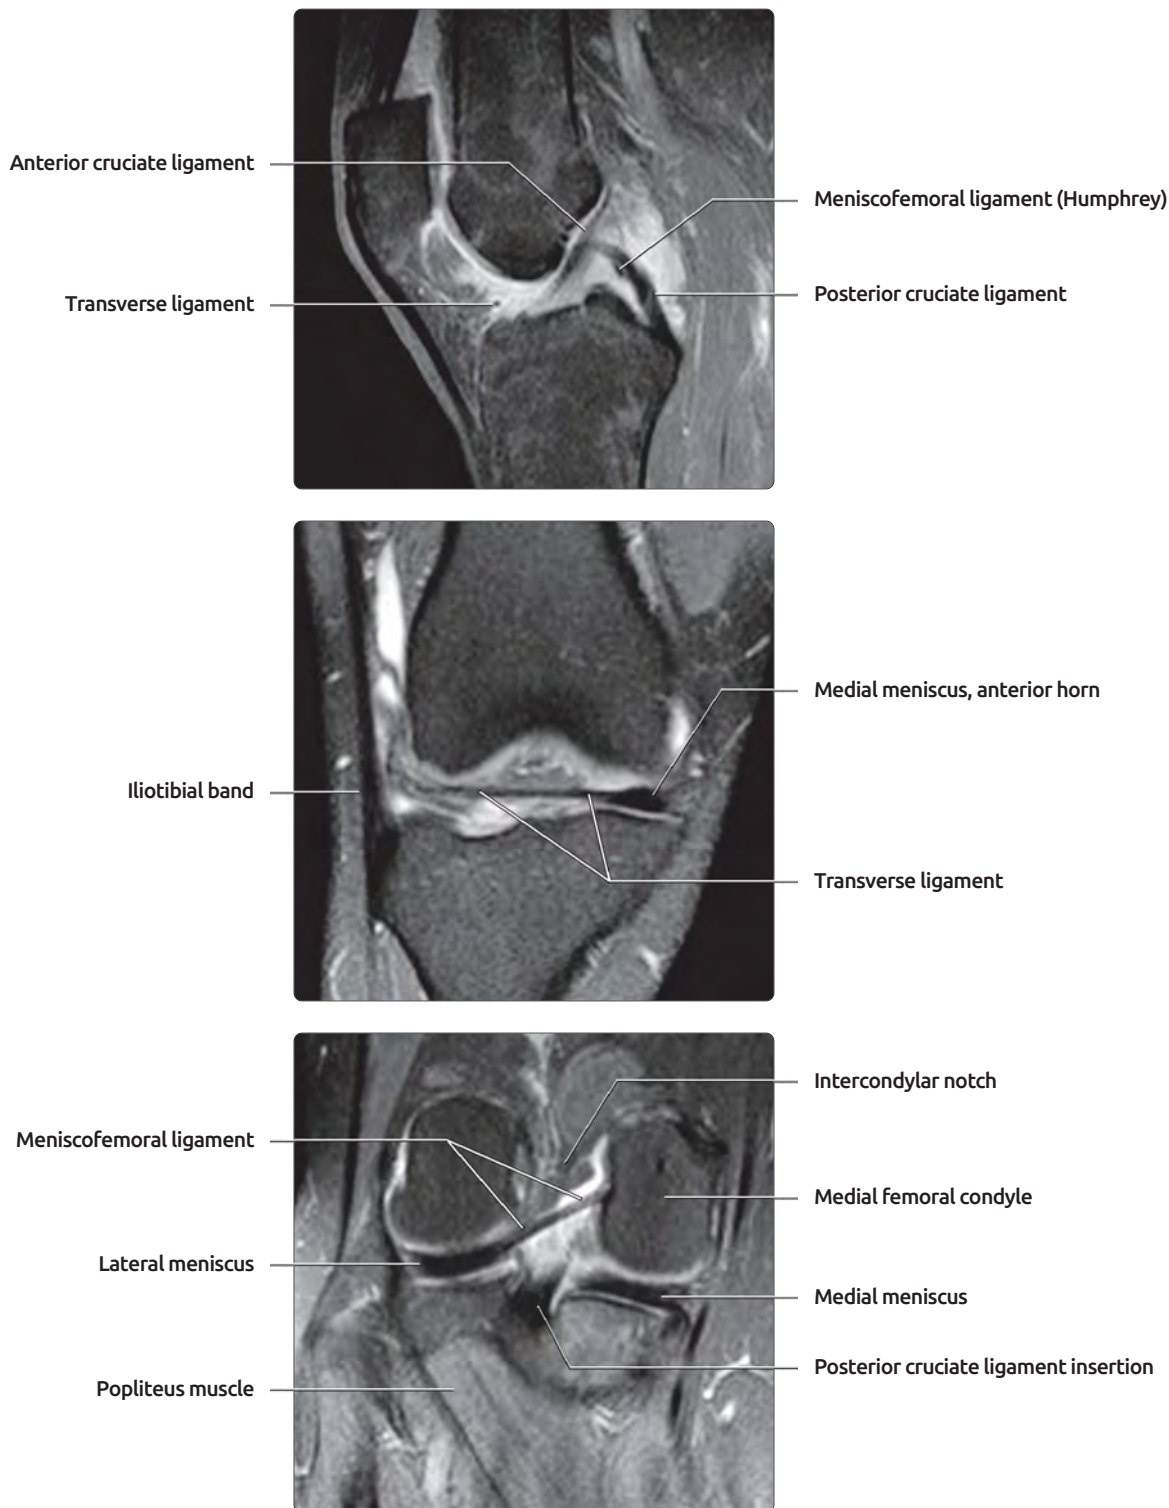 Anterior cruciate ligament
Meniscofemoral ligament (Humphrey)
Posterior cruciate ligament
Transverse ligament
Medial meniscus, anterior horn
Iliotibial band
Transverse ligament
Intercondylar notch
Meniscofemoral ligament
Medial femoral condyle
Lateral meniscus
Medial meniscus
Posterior cruciate ligament insertion
Popliteus muscle